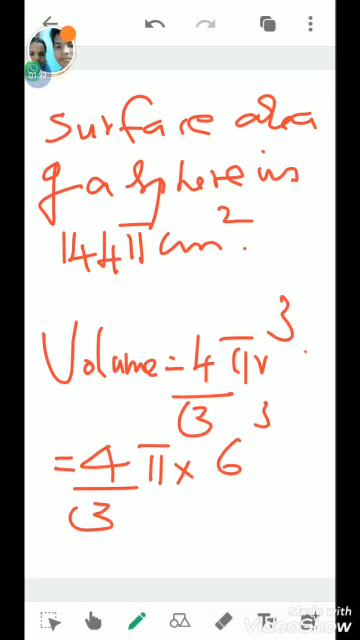 surface area
of a sphere is
144π cm².
Volume = 4/3 πr³.
= 4/3 π × 6³
Made with
VideoShow